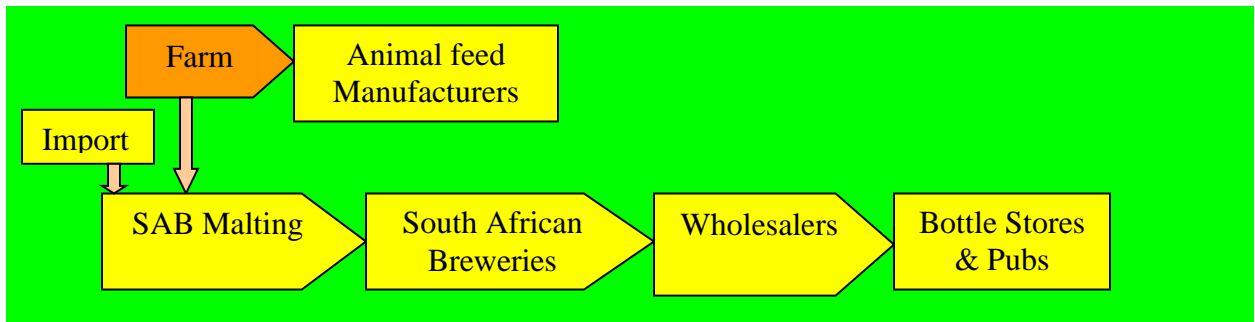 Farm
Animal feed
Manufacturers
Import
SAB Malting
South African
Breweries
Wholesalers
Bottle Stores
& Pubs